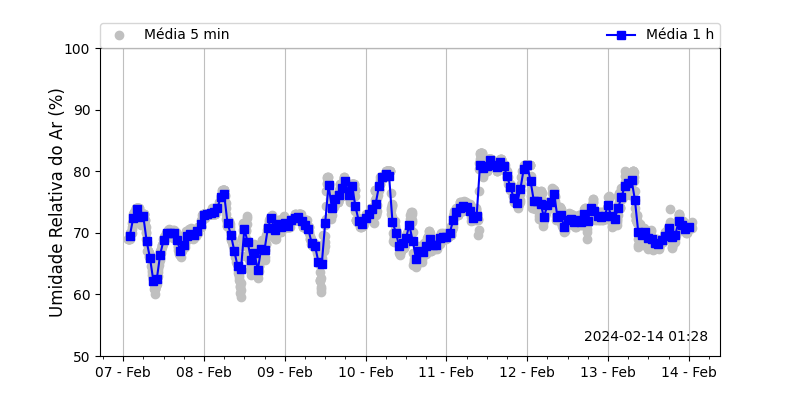 Média 5 min
Média 1 h
Umidade Relativa do Ar (%)
100
90
80
70
60
50
2024-02-14 01:28
07 - Feb
08 - Feb
09 - Feb
10 - Feb
11 - Feb
12 - Feb
13 - Feb
14 - Feb